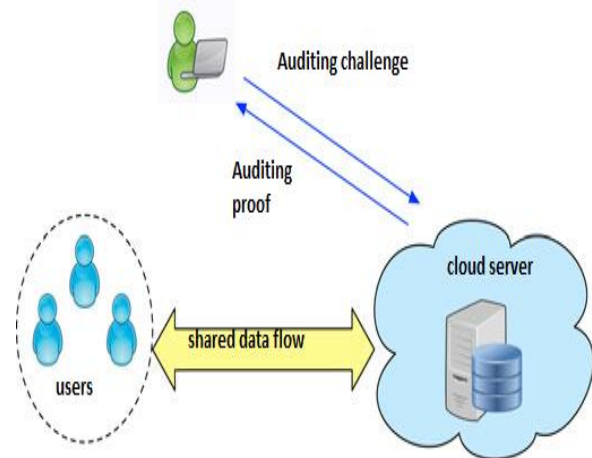 Auditing challenge
Auditing
proof
cloud server
shared data flow
users